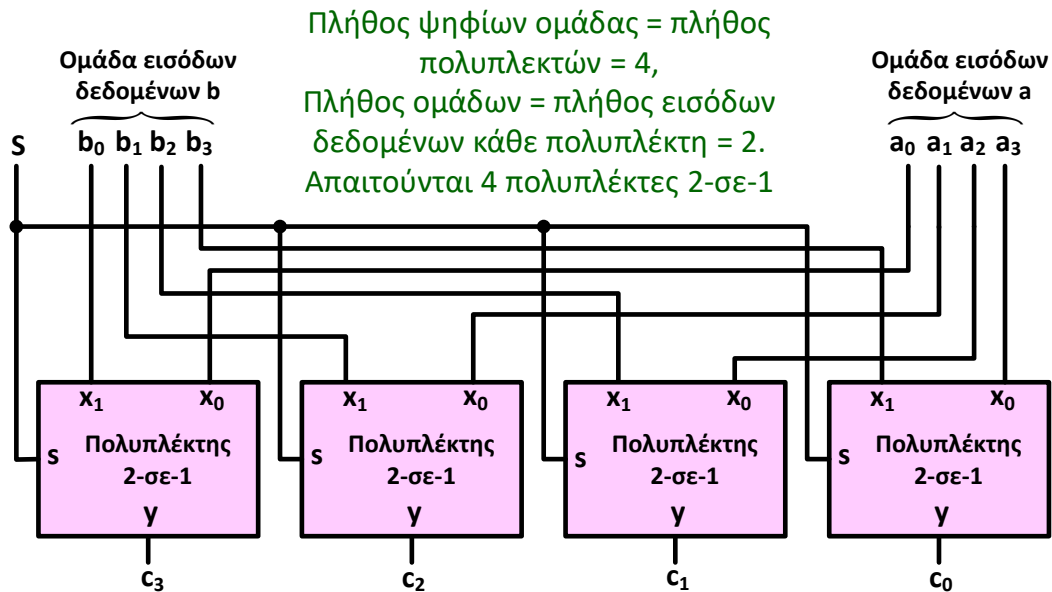 Πλήθος ψηφίων ομάδας = πλήθος
πολυπλεκτών = 4,
Πλήθος ομάδων = πλήθος εισόδων
δεδομένων κάθε πολυπλέκτη = 2.
Απαιτούνται 4 πολυπλέκτες 2-σε-1
Ομάδα εισόδων
δεδομένων b
Ομάδα εισόδων
δεδομένων a
S b₀ b₁ b₂ b₃ a₀ a₁ a₂ a₃
x₁ x₀ x₁ x₀ x₁ x₀ x₁ x₀
s Πολυπλέκτης s Πολυπλέκτης s Πολυπλέκτης s Πολυπλέκτης
2-σε-1 2-σε-1 2-σε-1 2-σε-1
y y y y
c₃ c₂ c₁ c₀